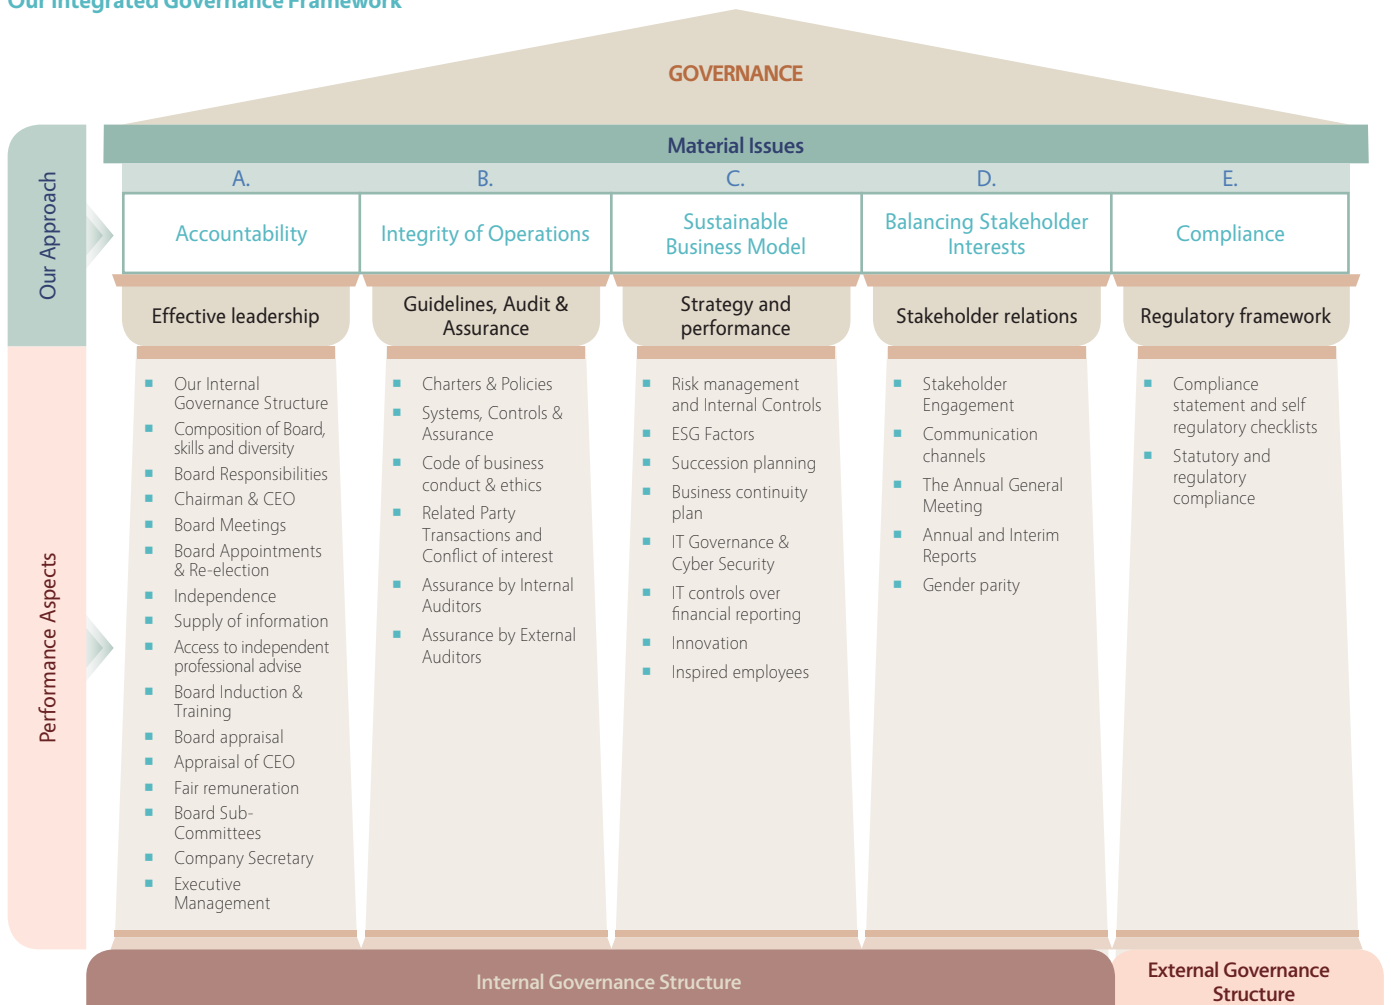 Our Integrated Governance Framework
GOVERNANCE
Material Issues
Our Approach
A.
B.
C.
D.
E.
Accountability
Integrity of Operations
Sustainable
Business Model
Balancing Stakeholder
Interests
Compliance
Effective leadership
Guidelines, Audit &
Assurance
Strategy and
performance
Stakeholder relations
Regulatory framework
Performance Aspects
Our Internal
Governance Structure
Composition of Board,
skills and diversity
Board Responsibilities
Chairman & CEO
Board Meetings
Board Appointments
& Re-election
Independence
Supply of information
Access to independent
professional advise
Board Induction &
Training
Board appraisal
Appraisal of CEO
Fair remuneration
Board Sub-
Committees
Company Secretary
Executive
Management
Charters & Policies
Systems, Controls &
Assurance
Code of business
conduct & ethics
Related Party
Transactions and
Conflict of interest
Assurance by Internal
Auditors
Assurance by External
Auditors
Risk management
and Internal Controls
ESG Factors
Succession planning
Business continuity
plan
IT Governance &
Cyber Security
IT controls over
financial reporting
Innovation
Inspired employees
Stakeholder
Engagement
Communication
channels
The Annual General
Meeting
Annual and Interim
Reports
Gender parity
Compliance
statement and self
regulatory checklists
Statutory and
regulatory
compliance
Internal Governance Structure
External Governance
Structure